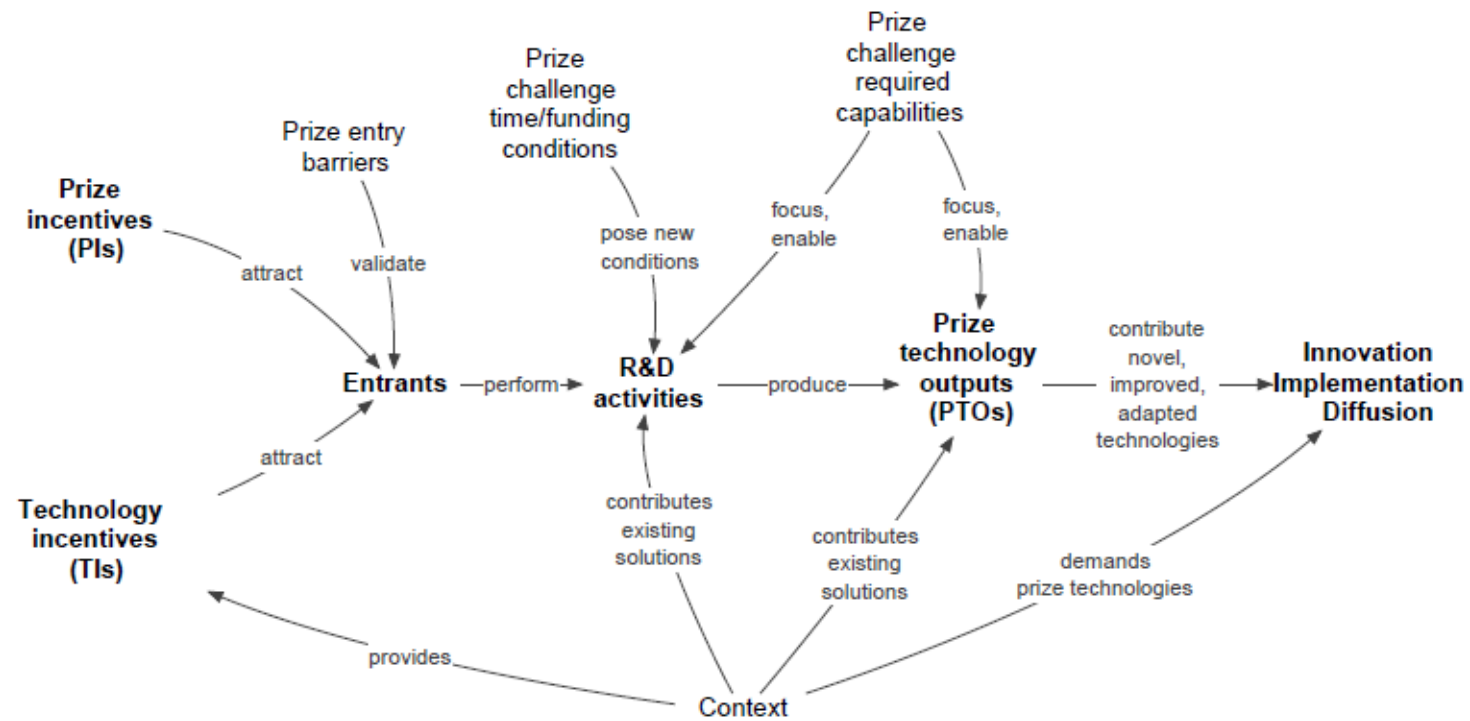 Prize
challenge
required
capabilities
Prize
challenge
time/funding
conditions
Prize entry
barriers
Prize
incentives
(PIs)
attract
validate
pose new
conditions
focus,
enable
focus,
enable
Entrants
perform
R&D
activities
produce
Prize
technology
outputs
(PTOs)
contribute
novel,
improved,
adapted
technologies
Innovation
Implementation
Diffusion
attract
Technology
incentives
(TIs)
contributes
existing
solutions
contributes
existing
solutions
demands
prize technologies
provides
Context